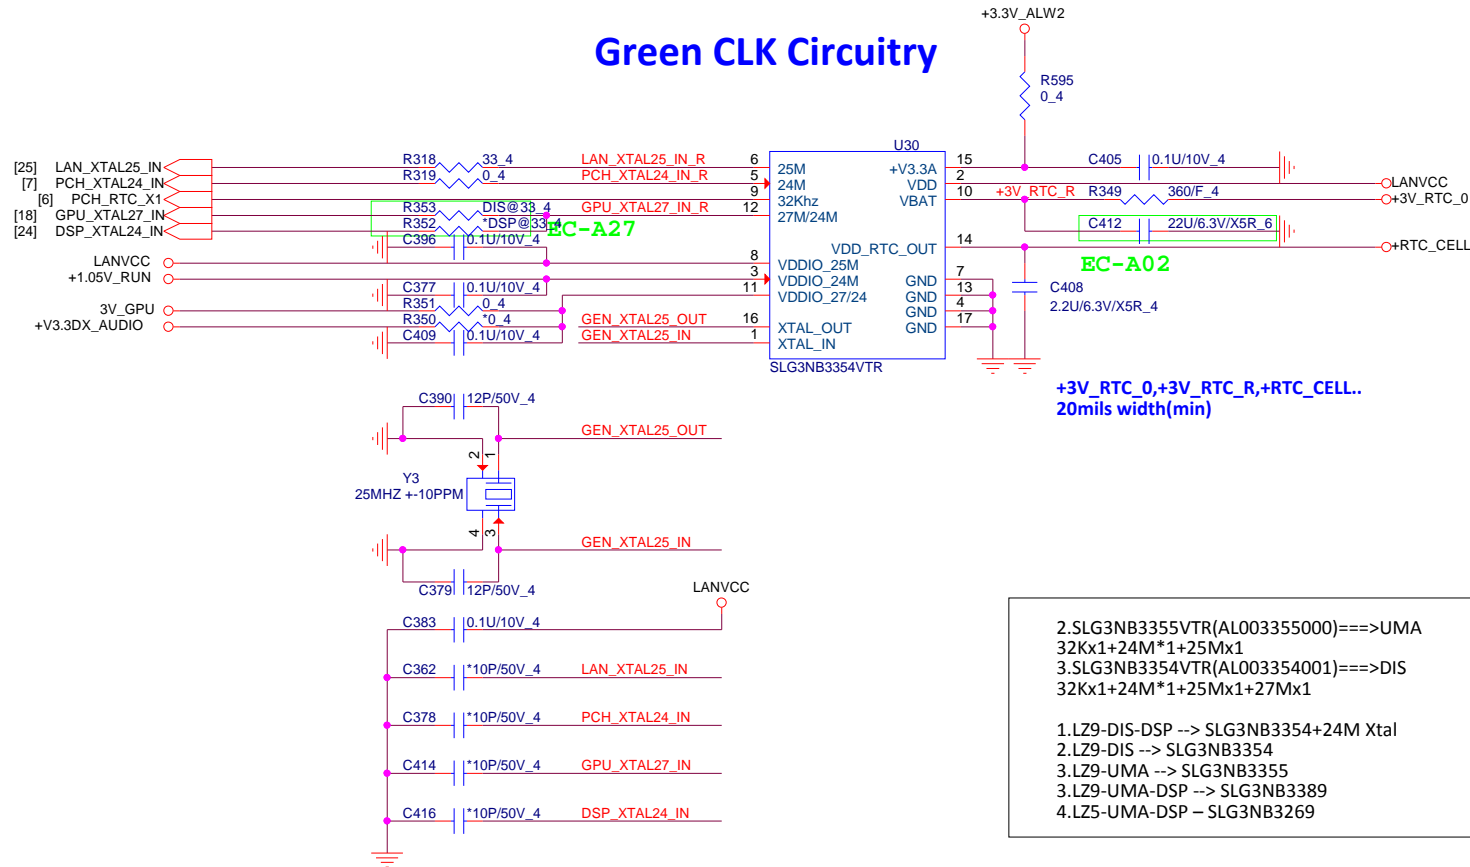 +3.3V_ALW2
Green CLK Circuitry
R595
0_4
U30
[25] LAN_XTAL25_IN
R318 33_4
LAN_XTAL25_IN_R
6 25M
+V3.3A 15
C405 0.1U/10V_4
[7] PCH_XTAL24_IN
R319 0_4
PCH_XTAL24_IN_R
5 24M
VDD 2
LANVCC
[6] PCH_RTC_X1
9 32Khz
VBAT 10
+3V_RTC_R
R349 360/F_4
+3V_RTC_0
[18] GPU_XTAL27_IN
R353 DIS@33_4
GPU_XTAL27_IN_R
12 27M/24M
[24] DSP_XTAL24_IN
R352 *DSP@33_4
EC-A27
C412 22U/6.3V/X5R_6
C396 0.1U/10V_4
VDD_RTC_OUT 14
+RTC_CELL
EC-A02
LANVCC
8 VDDIO_25M
+1.05V_RUN
3 VDDIO_24M
GND 7
C377 0.1U/10V_4
11 VDDIO_27/24
GND 13
C408
2.2U/6.3V/X5R_4
3V_GPU
R351 0_4
GND 4
+V3.3DX_AUDIO
R350 *0_4
GEN_XTAL25_OUT
16 XTAL_OUT
GND 17
C409 0.1U/10V_4
GEN_XTAL25_IN
1 XTAL_IN
SLG3NB3354VTR
+3V_RTC_0,+3V_RTC_R,+RTC_CELL..
20mils width(min)
C390 12P/50V_4
GEN_XTAL25_OUT
2 1
Y3
25MHZ +-10PPM
4 3
GEN_XTAL25_IN
C379 12P/50V_4
LANVCC
C383 0.1U/10V_4
C362 *10P/50V_4 LAN_XTAL25_IN
C378 *10P/50V_4 PCH_XTAL24_IN
C414 *10P/50V_4 GPU_XTAL27_IN
C416 *10P/50V_4 DSP_XTAL24_IN
2.SLG3NB3355VTR(AL003355000)===>UMA
32Kx1+24M*1+25Mx1
3.SLG3NB3354VTR(AL003354001)===>DIS
32Kx1+24M*1+25Mx1+27Mx1
1.LZ9-DIS-DSP --> SLG3NB3354+24M Xtal
2.LZ9-DIS --> SLG3NB3354
3.LZ9-UMA --> SLG3NB3355
3.LZ9-UMA-DSP --> SLG3NB3389
4.LZ5-UMA-DSP – SLG3NB3269